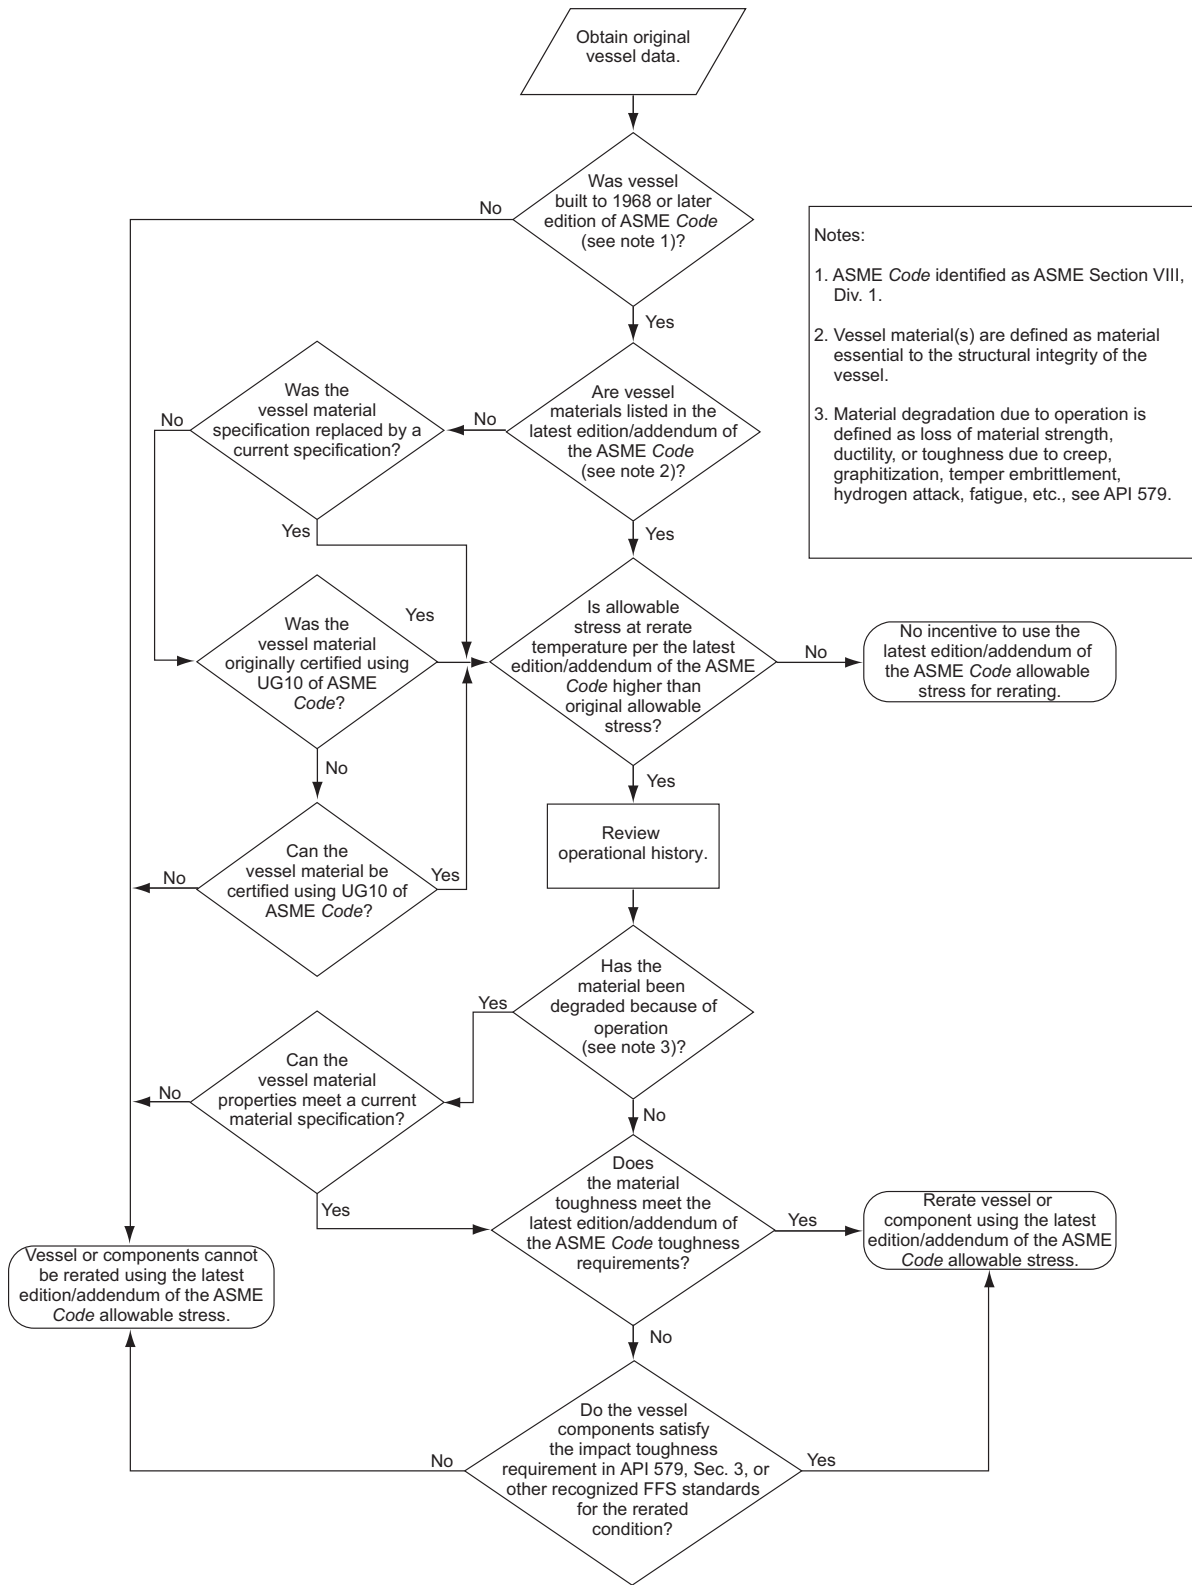 Obtain original
vessel data.
Was vessel
built to 1968 or later
edition of ASME Code
(see note 1)?
No
Yes
Notes:
1. ASME Code identified as ASME Section VIII,
Div. 1.
2. Vessel material(s) are defined as material
essential to the structural integrity of the
vessel.
3. Material degradation due to operation is
defined as loss of material strength,
ductility, or toughness due to creep,
graphitization, temper embrittlement,
hydrogen attack, fatigue, etc., see API 579.
Are vessel
materials listed in the
latest edition/addendum of
the ASME Code
(see note 2)?
No
Yes
Was the
vessel material
specification replaced by a
current specification?
No
Yes
Was the
vessel material
originally certified using
UG10 of ASME
Code?
Yes
No
Is allowable
stress at rerate
temperature per the latest
edition/addendum of the ASME
Code higher than
original allowable
stress?
No
Yes
No incentive to use the
latest edition/addendum of
the ASME Code allowable
stress for rerating.
Can the
vessel material be
certified using UG10 of
ASME Code?
No
Yes
Review
operational history.
Has the
material been
degraded because of
operation
(see note 3)?
Yes
No
Can the
vessel material
properties meet a current
material specification?
No
Yes
Does
the material
toughness meet the
latest edition/addendum of
the ASME Code toughness
requirements?
Yes
No
Rerate vessel or
component using the latest
edition/addendum of the ASME
Code allowable stress.
Vessel or components cannot
be rerated using the latest
edition/addendum of the ASME
Code allowable stress.
Do the vessel
components satisfy
the impact toughness
requirement in API 579, Sec. 3, or
other recognized FFS standards
for the rerated
condition?
No
Yes